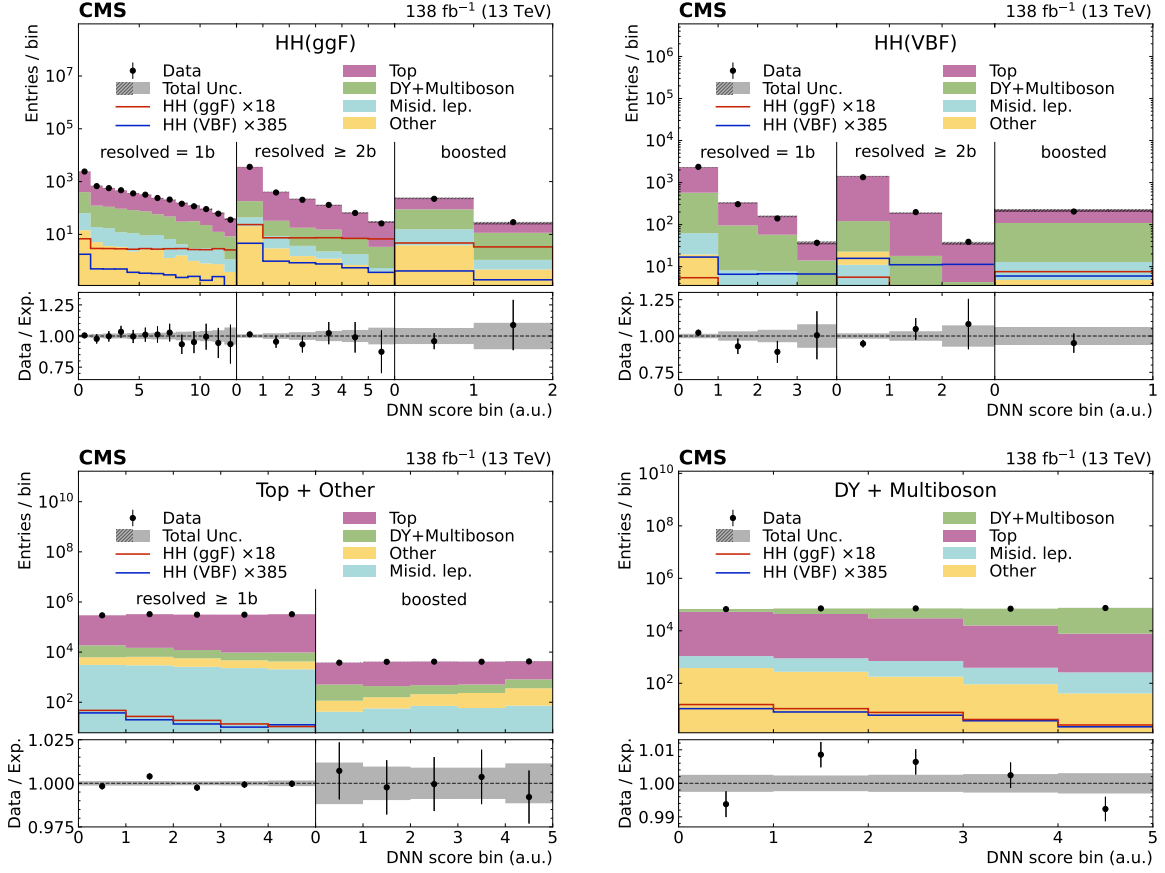 CMS 138 fb⁻¹ (13 TeV)
HH(ggF)
Entries / bin
Data Top
Total Unc. DY+Multiboson
HH (ggF) ×18 Misid. lep.
HH (VBF) ×385 Other
resolved = 1b resolved ≥ 2b boosted
10⁷
10⁵
10³
10¹
Data / Exp.
1.25
1.00
0.75
0 5 10 0 1 2 3 4 5 0 1 2
DNN score bin (a.u.)
CMS 138 fb⁻¹ (13 TeV)
HH(VBF)
Entries / bin
Data Top
Total Unc. DY+Multiboson
HH (ggF) ×18 Misid. lep.
HH (VBF) ×385 Other
resolved = 1b resolved ≥ 2b boosted
10⁶
10⁵
10⁴
10³
10²
10¹
Data / Exp.
1.25
1.00
0.75
0 1 2 3 0 1 2 3 0 1
DNN score bin (a.u.)
CMS 138 fb⁻¹ (13 TeV)
Top + Other
Entries / bin
Data Top
Total Unc. DY+Multiboson
HH (ggF) ×18 Other
HH (VBF) ×385 Misid. lep.
resolved ≥ 1b boosted
10¹⁰
10⁸
10⁶
10⁴
10²
Data / Exp.
1.025
1.000
0.975
0 1 2 3 4 0 1 2 3 4 5
DNN score bin (a.u.)
CMS 138 fb⁻¹ (13 TeV)
DY + Multiboson
Entries / bin
Data DY+Multiboson
Total Unc. Top
HH (ggF) ×18 Misid. lep.
HH (VBF) ×385 Other
10¹⁰
10⁸
10⁶
10⁴
10²
Data / Exp.
1.01
1.00
0.99
0 1 2 3 4 5
DNN score bin (a.u.)